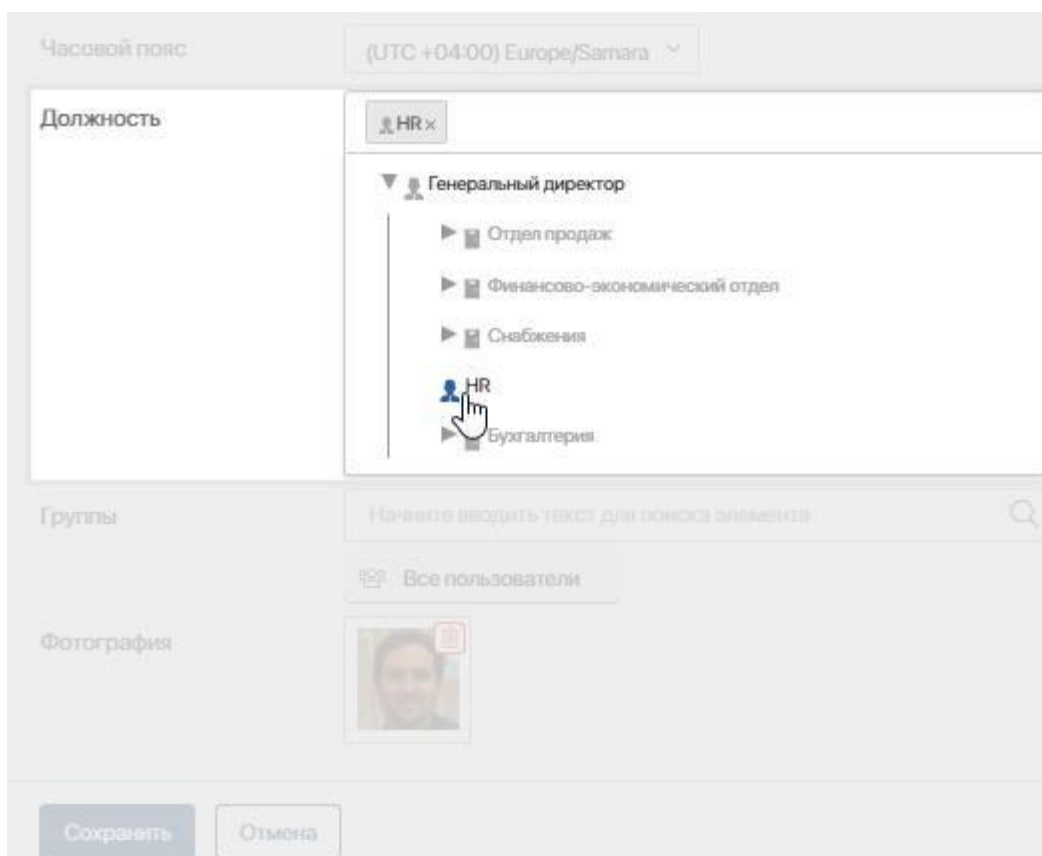 Часовой пояс
(UTC +04:00) Europe/Samara
Должность
HR ×
Генеральный директор
Отдел продаж
Финансово-экономический отдел
Снабжения
HR
Бухгалтерия
Группы
Начните вводить текст для поиска элемента
Все пользователи
Фотография
Сохранить
Отмена